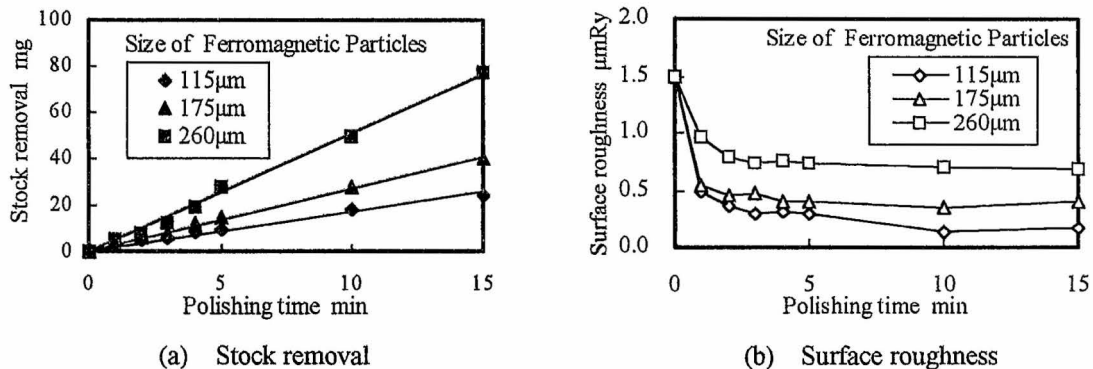 100
80
60
40
20
0
Stock removal mg
Size of Ferromagnetic Particles
115μm
175μm
260μm
0 5 10 15
Polishing time min
(a) Stock removal
2.0
1.5
1.0
0.5
0.0
Surface roughness μmRy
Size of Ferromagnetic Particles
115μm
175μm
260μm
0 5 10 15
Polishing time min
(b) Surface roughness